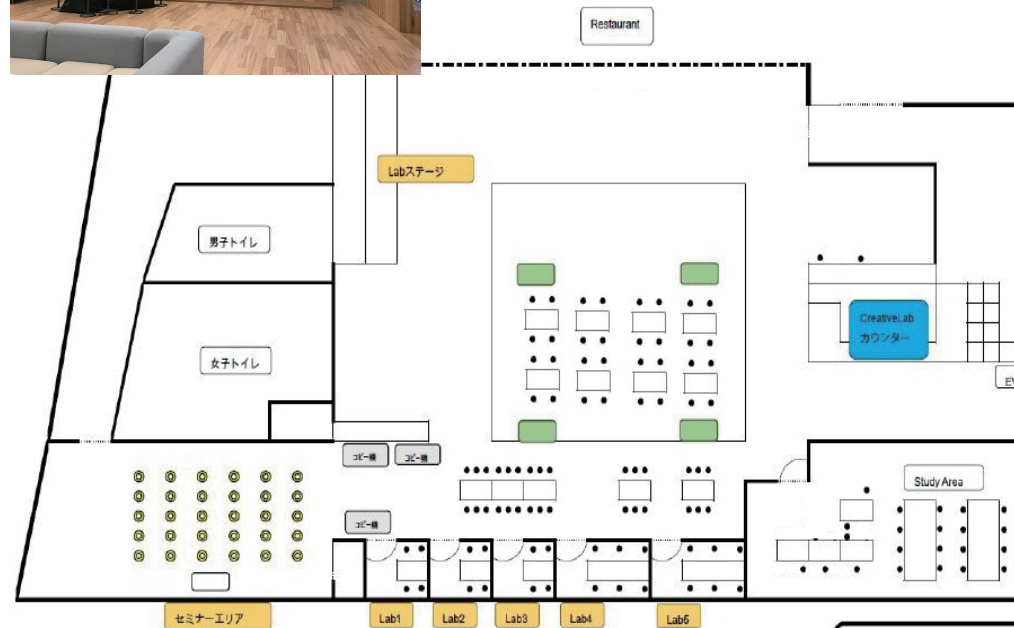 Restaurant
Labステージ
男子トイレ
女子トイレ
CreativeLab
カウンター
コピー機
コピー機
コピー機
Study Area
セミナーエリア
Lab1
Lab2
Lab3
Lab4
Lab5